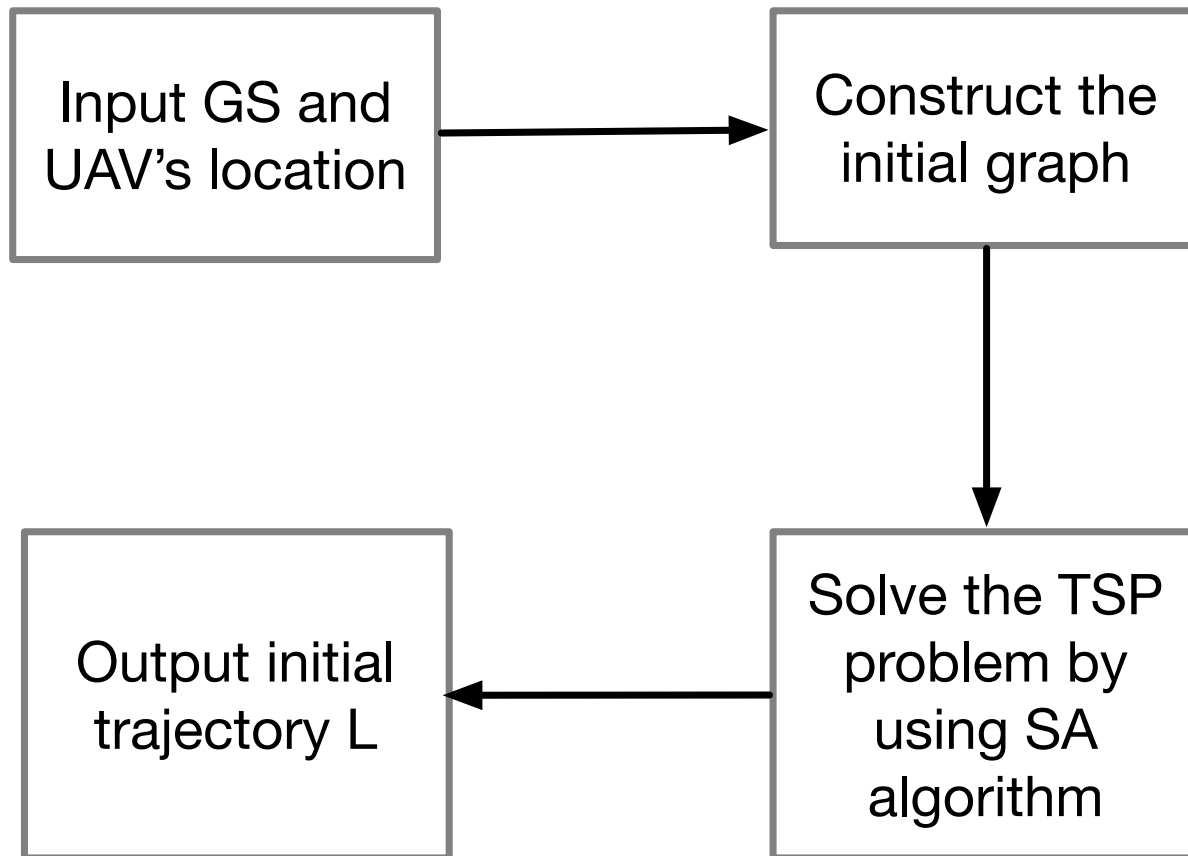 Input GS and
UAV’s location
Construct the
initial graph
Solve the TSP
problem by
using SA
algorithm
Output initial
trajectory L